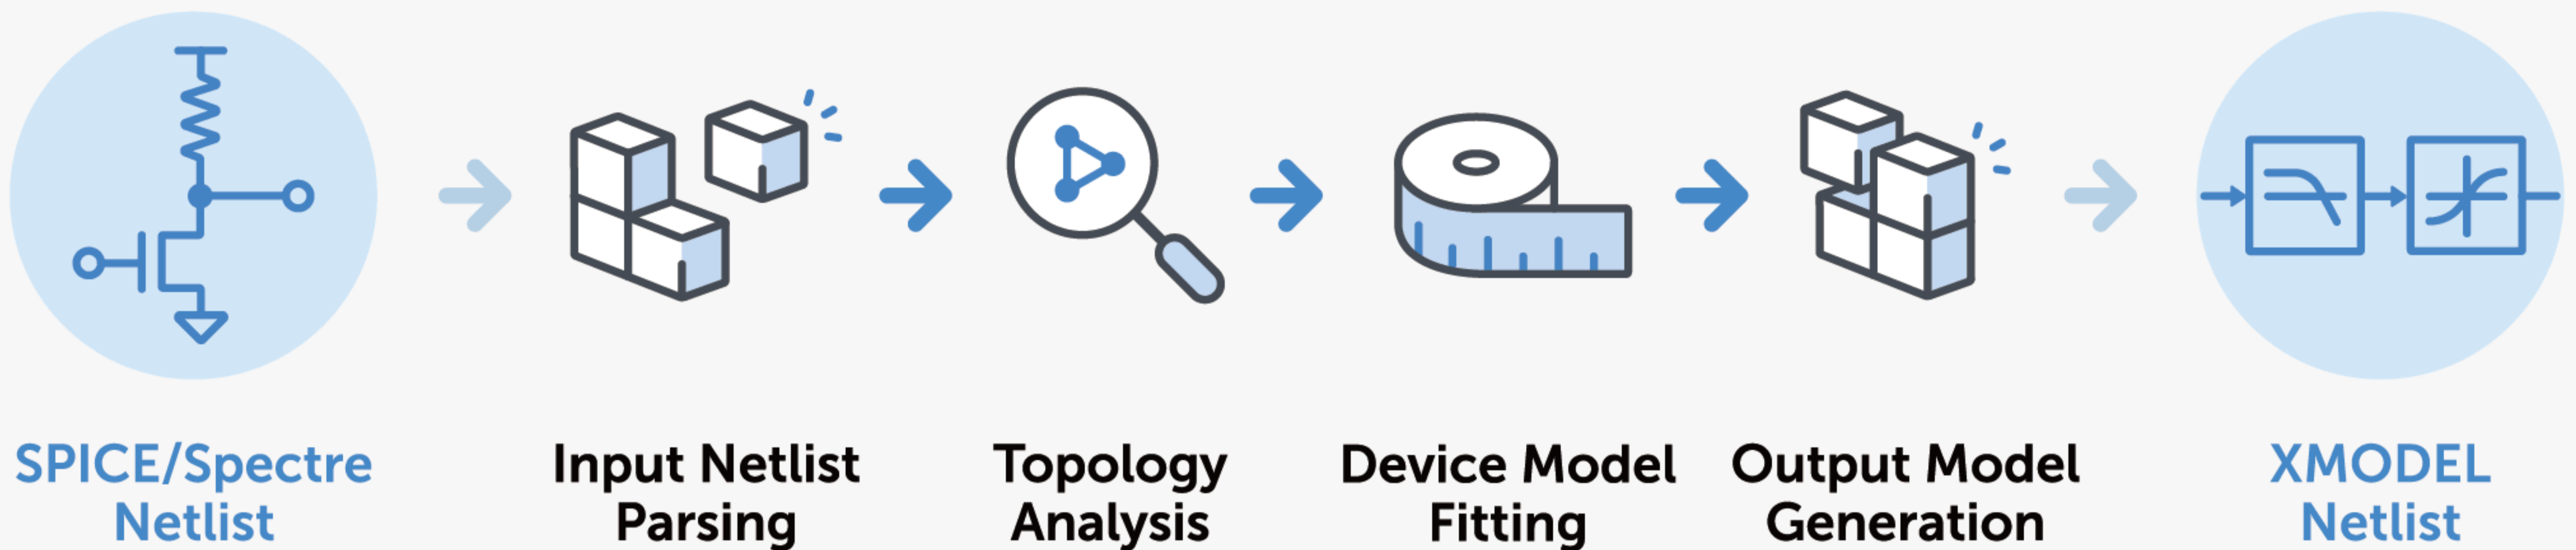 SPICE/Spectre
Netlist
Input Netlist
Parsing
Topology
Analysis
Device Model
Fitting
Output Model
Generation
XMODEL
Netlist